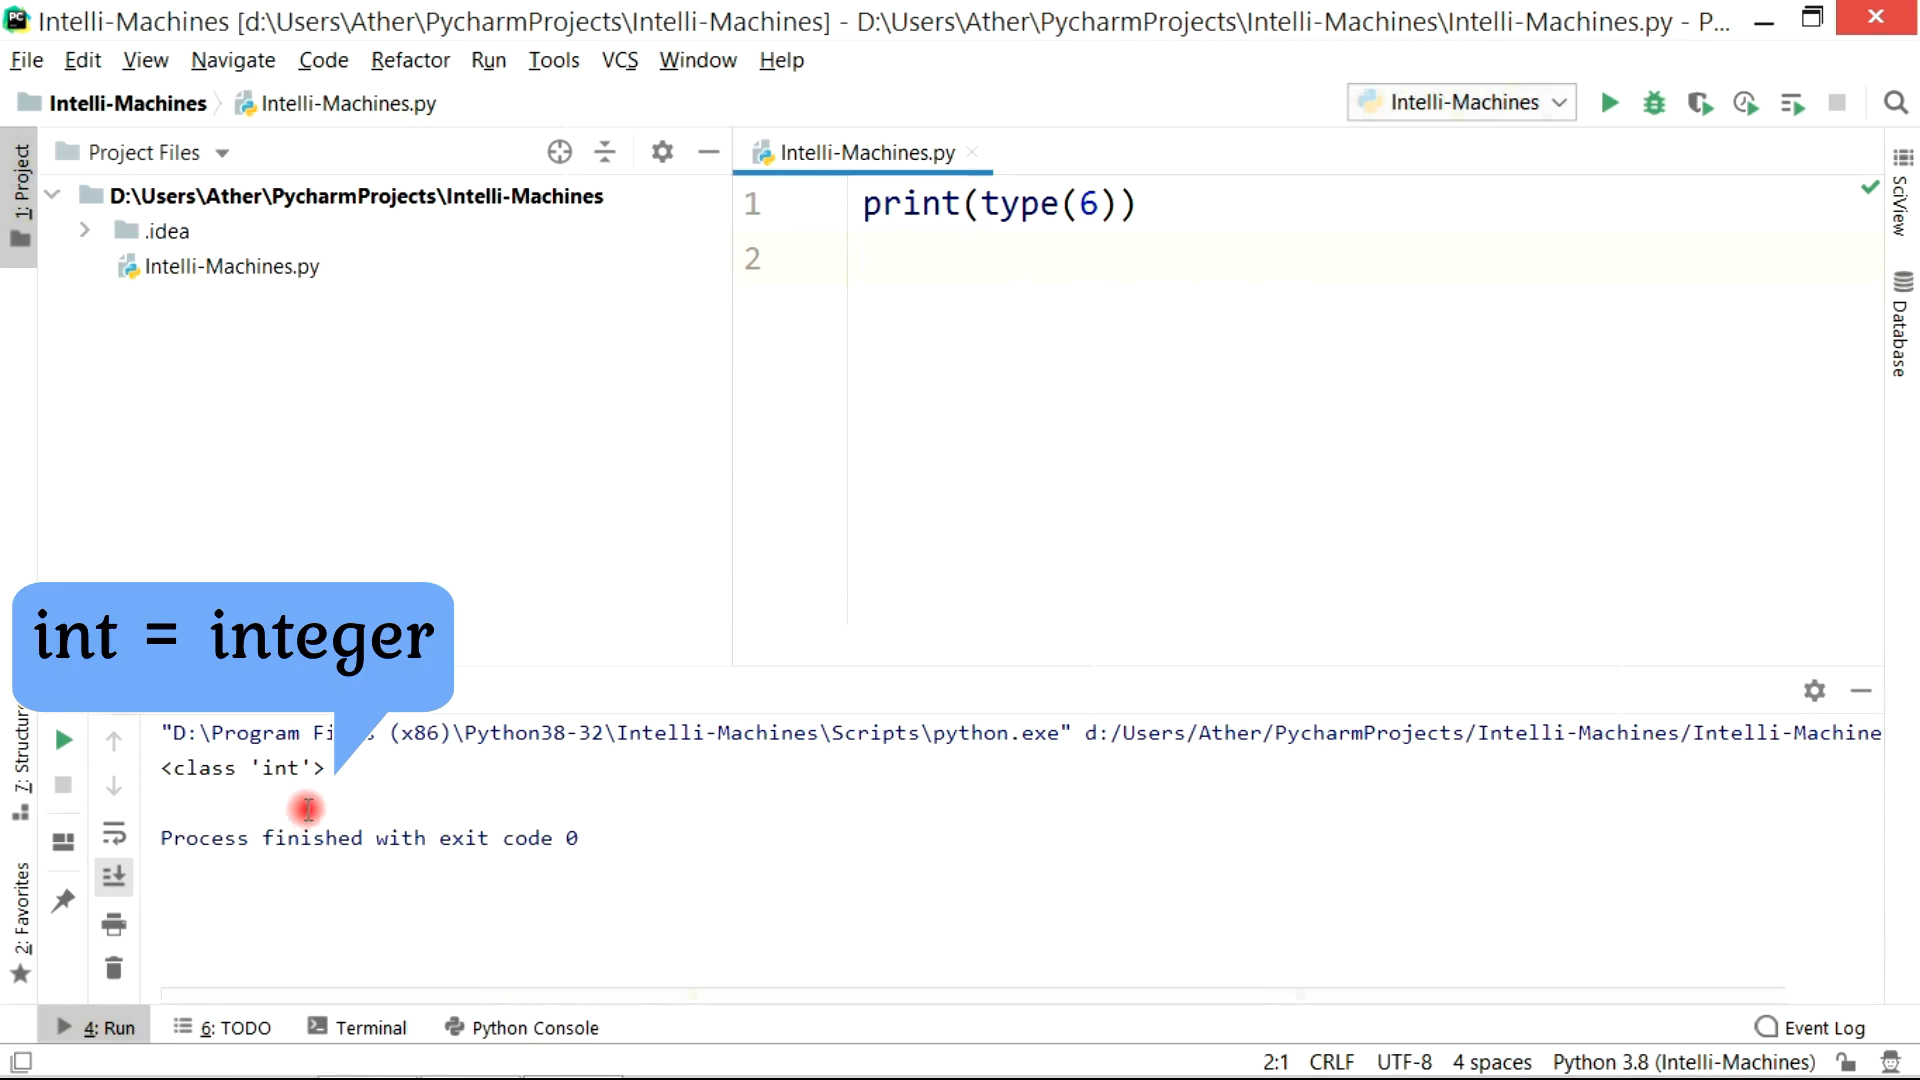 Intelli-Machines [d:\Users\Ather\PycharmProjects\Intelli-Machines] - D:\Users\Ather\PycharmProjects\Intelli-Machines\Intelli-Machines.py - P...
File Edit View Navigate Code Refactor Run Tools VCS Window Help
Intelli-Machines Intelli-Machines.py
Intelli-Machines
1: Project
Project Files
D:\Users\Ather\PycharmProjects\Intelli-Machines
.idea
Intelli-Machines.py
Intelli-Machines.py
1 print(type(6))
2
SciView
Database
int = integer
7: Structure
2: Favorites
"D:\Program (x86)\Python38-32\Intelli-Machines\Scripts\python.exe" d:/Users/Ather/PycharmProjects/Intelli-Machines/Intelli-Machine
<class 'int'>
Process finished with exit code 0
4: Run 6: TODO Terminal Python Console Event Log
2:1 CRLF UTF-8 4 spaces Python 3.8 (Intelli-Machines)